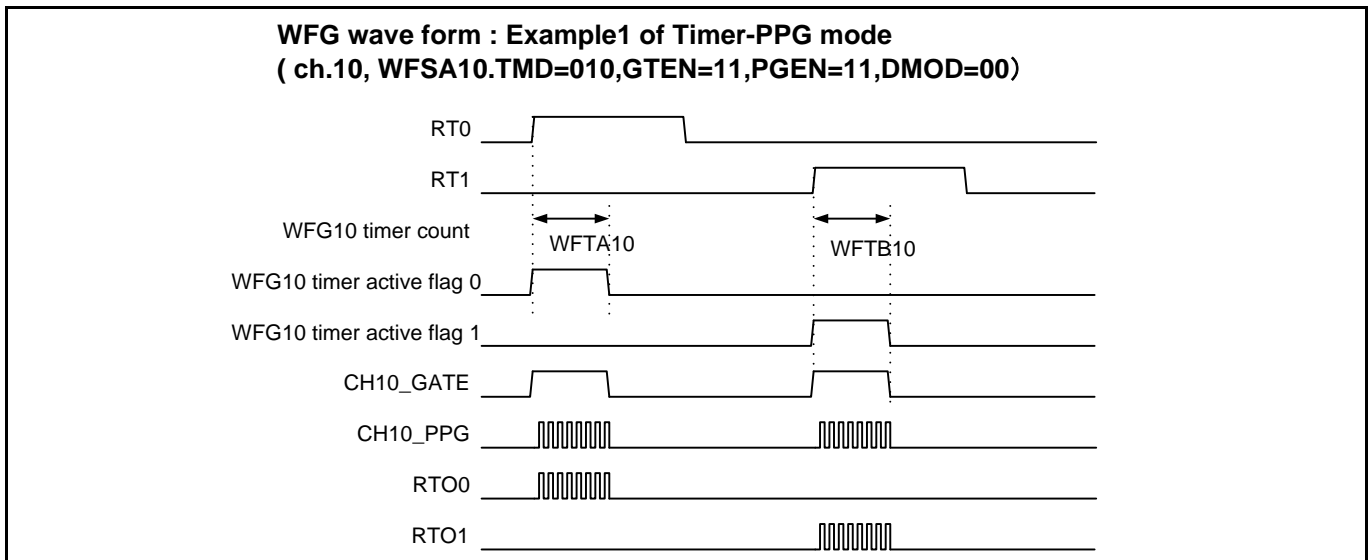 WFG wave form : Example1 of Timer-PPG mode
( ch.10, WFSA10.TMD=010,GTEN=11,PGEN=11,DMOD=00）
RT0
RT1
WFG10 timer count
WFTA10
WFTB10
WFG10 timer active flag 0
WFG10 timer active flag 1
CH10_GATE
CH10_PPG
RTO0
RTO1